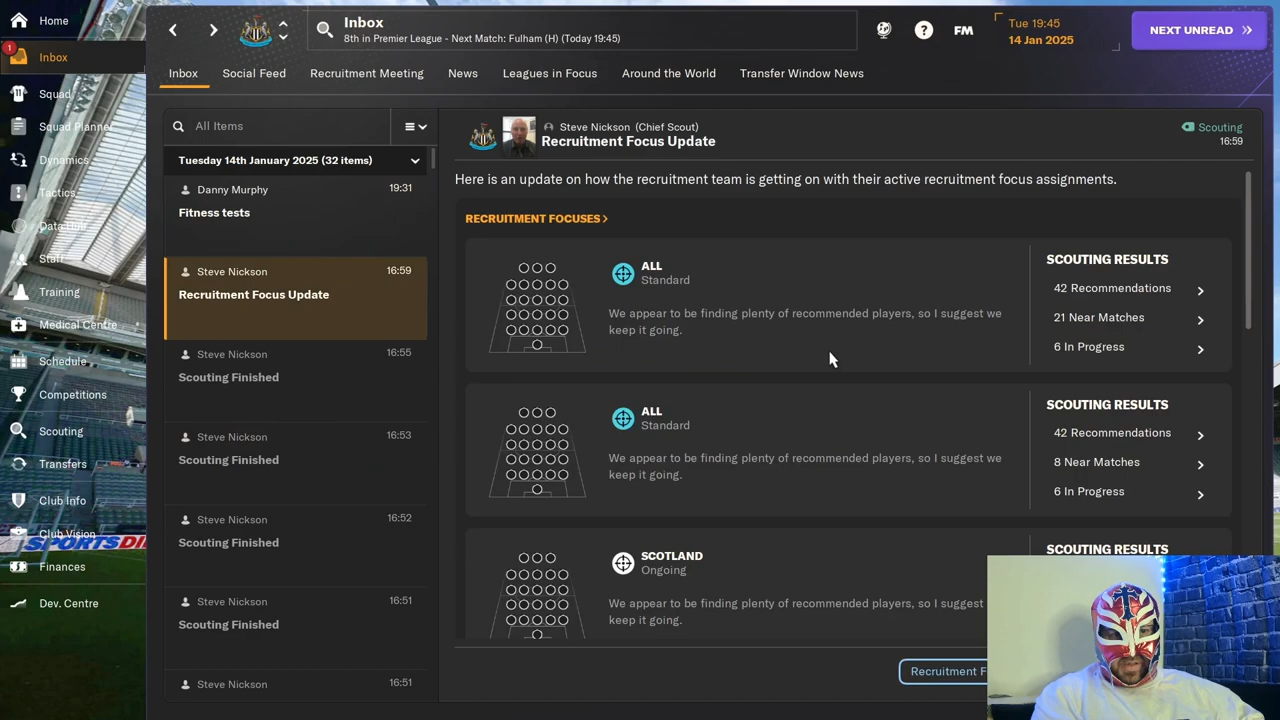 Home
1
Inbox
Squad
Squad Planner
Dynamics
Tactics
Data Hub
Staff
Training
Medical Centre
Schedule
Competitions
Scouting
Transfers
Club Info
Club Vision
SPORTSDIR
Finances
Dev. Centre
Inbox
8th in Premier League - Next Match: Fulham (H) (Today 19:45)
?
FM
Tue 19:45
14 Jan 2025
NEXT UNREAD
Inbox
Social Feed
Recruitment Meeting
News
Leagues in Focus
Around the World
Transfer Window News
All Items
Tuesday 14th January 2025 (32 items)
Danny Murphy 19:31
Fitness tests
Steve Nickson 16:59
Recruitment Focus Update
Steve Nickson 16:55
Scouting Finished
Steve Nickson 16:53
Scouting Finished
Steve Nickson 16:52
Scouting Finished
Steve Nickson 16:51
Scouting Finished
Steve Nickson 16:51
Steve Nickson (Chief Scout)
Recruitment Focus Update
Scouting
16:59
Here is an update on how the recruitment team is getting on with their active recruitment focus assignments.
RECRUITMENT FOCUSES >
ALL
Standard
We appear to be finding plenty of recommended players, so I suggest we
keep it going.
SCOUTING RESULTS
42 Recommendations
21 Near Matches
6 In Progress
ALL
Standard
We appear to be finding plenty of recommended players, so I suggest we
keep it going.
SCOUTING RESULTS
42 Recommendations
8 Near Matches
6 In Progress
SCOTLAND
Ongoing
We appear to be finding plenty of recommended players, so I suggest
keep it going.
SCOUTING RESULTS
Recruitment F